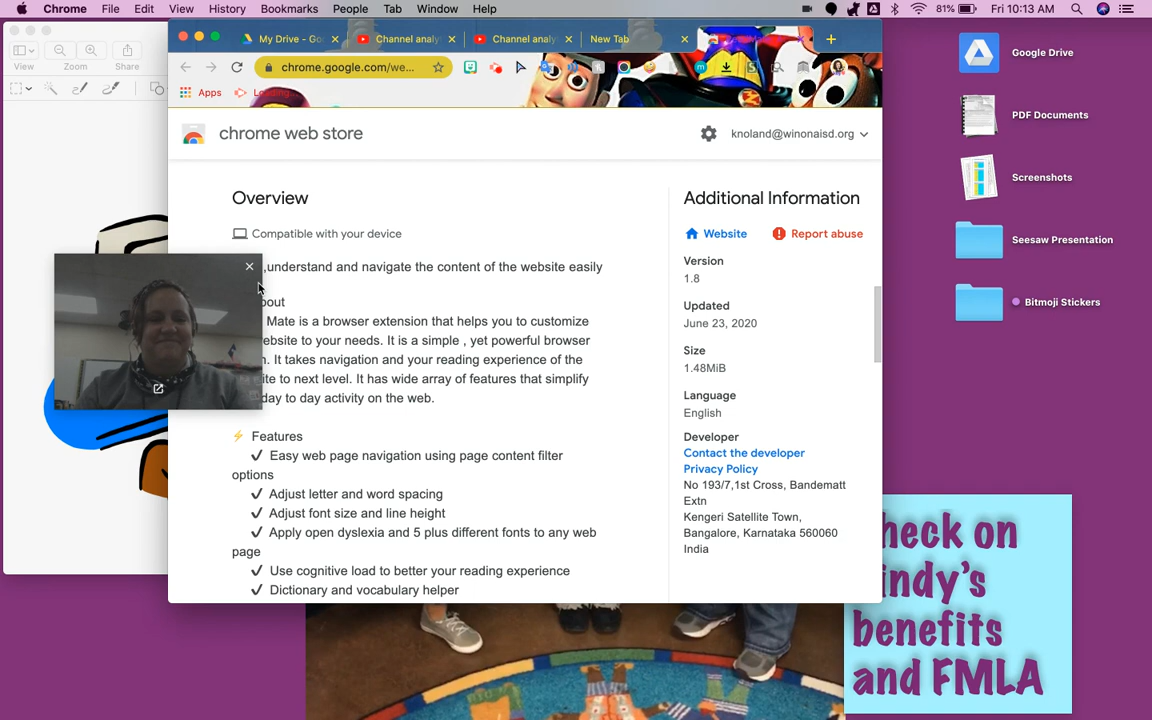 Chrome File Edit View History Bookmarks People Tab Window Help 81% Fri 10:13 AM
View Zoom Share
My Drive - Go Channel analy Channel analy New Tab
chrome.google.com/we...
Apps Loading...
chrome web store knoland@winonaisd.org
Overview
Compatible with your device
,understand and navigate the content of the website easily
bout
Mate is a browser extension that helps you to customize
ebsite to your needs. It is a simple , yet powerful browser
n. It takes navigation and your reading experience of the
ite to next level. It has wide array of features that simplify
day to day activity on the web.
⚡ Features
✔ Easy web page navigation using page content filter
options
✔ Adjust letter and word spacing
✔ Adjust font size and line height
✔ Apply open dyslexia and 5 plus different fonts to any web
page
✔ Use cognitive load to better your reading experience
✔ Dictionary and vocabulary helper
Additional Information
Website Report abuse
Version
1.8
Updated
June 23, 2020
Size
1.48MiB
Language
English
Developer
Contact the developer
Privacy Policy
No 193/7,1st Cross, Bandematt
Extn
Kengeri Satellite Town,
Bangalore, Karnataka 560060
India
Google Drive
PDF Documents
Screenshots
Seesaw Presentation
Bitmoji Stickers
heck on
indy's
benefits
and FMLA